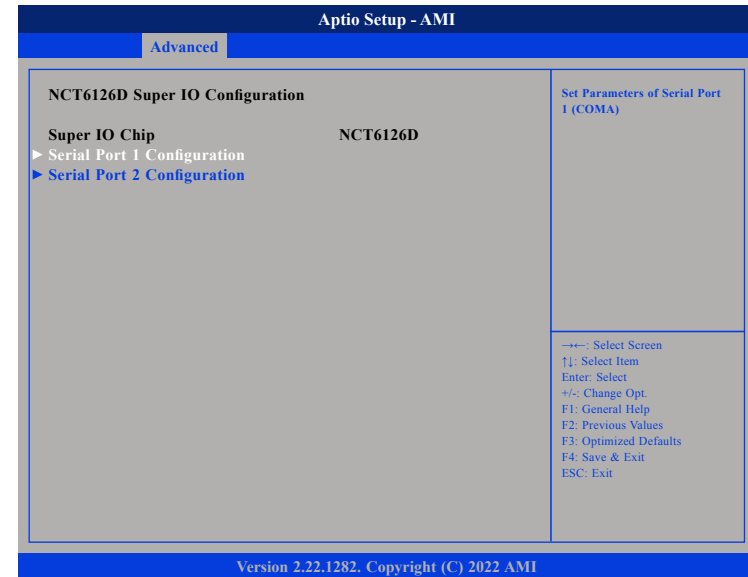 Aptio Setup - AMI
Advanced
NCT6126D Super IO Configuration
Super IO Chip NCT6126D
► Serial Port 1 Configuration
► Serial Port 2 Configuration
Set Parameters of Serial Port
1 (COMA)
→←: Select Screen
↑↓: Select Item
Enter: Select
+/-: Change Opt.
F1: General Help
F2: Previous Values
F3: Optimized Defaults
F4: Save & Exit
ESC: Exit
Version 2.22.1282. Copyright (C) 2022 AMI